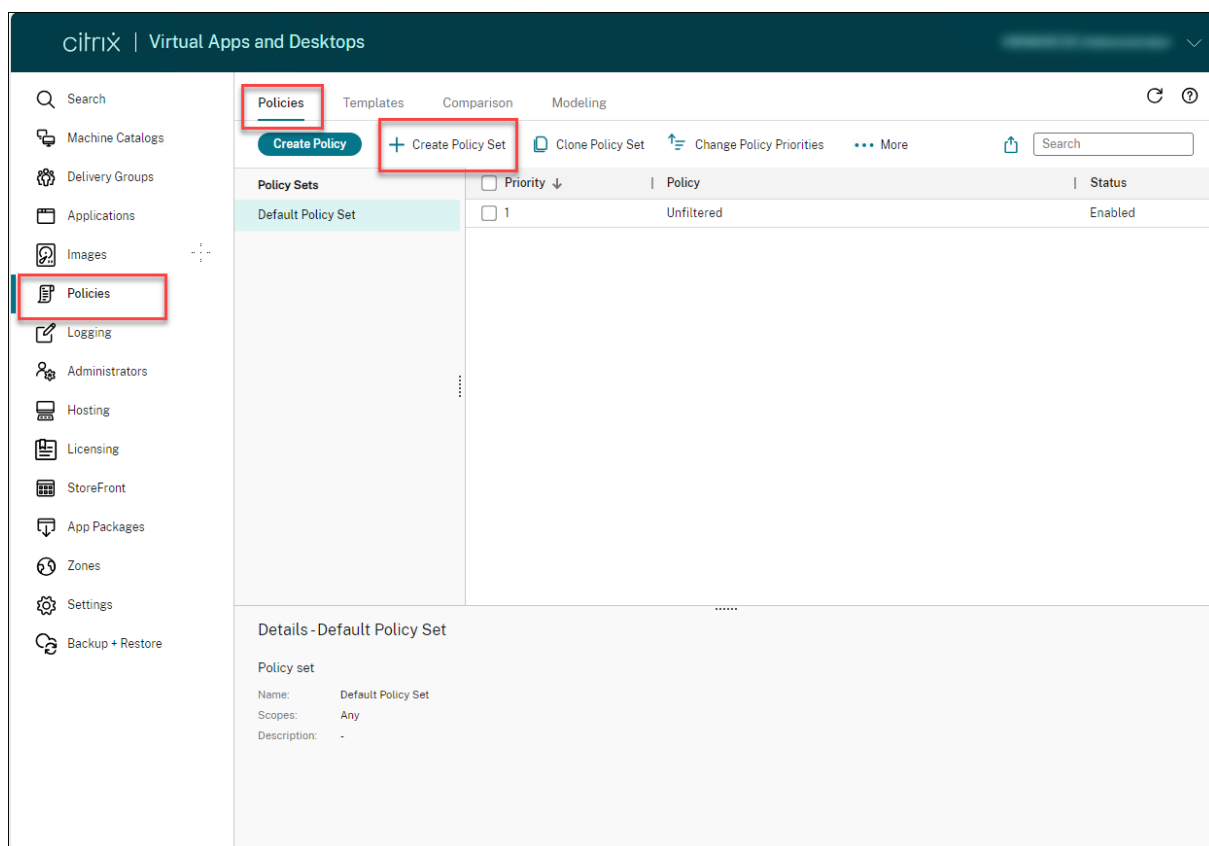 citrix | Virtual Apps and Desktops
Search
Machine Catalogs
Delivery Groups
Applications
Images
Policies
Logging
Administrators
Hosting
Licensing
StoreFront
App Packages
Zones
Settings
Backup + Restore
Policies Templates Comparison Modeling
Create Policy + Create Policy Set Clone Policy Set Change Policy Priorities ••• More Search
Policy Sets
Default Policy Set
Priority ↓ | Policy | Status
1 Unfiltered Enabled
Details - Default Policy Set
Policy set
Name: Default Policy Set
Scopes: Any
Description: -